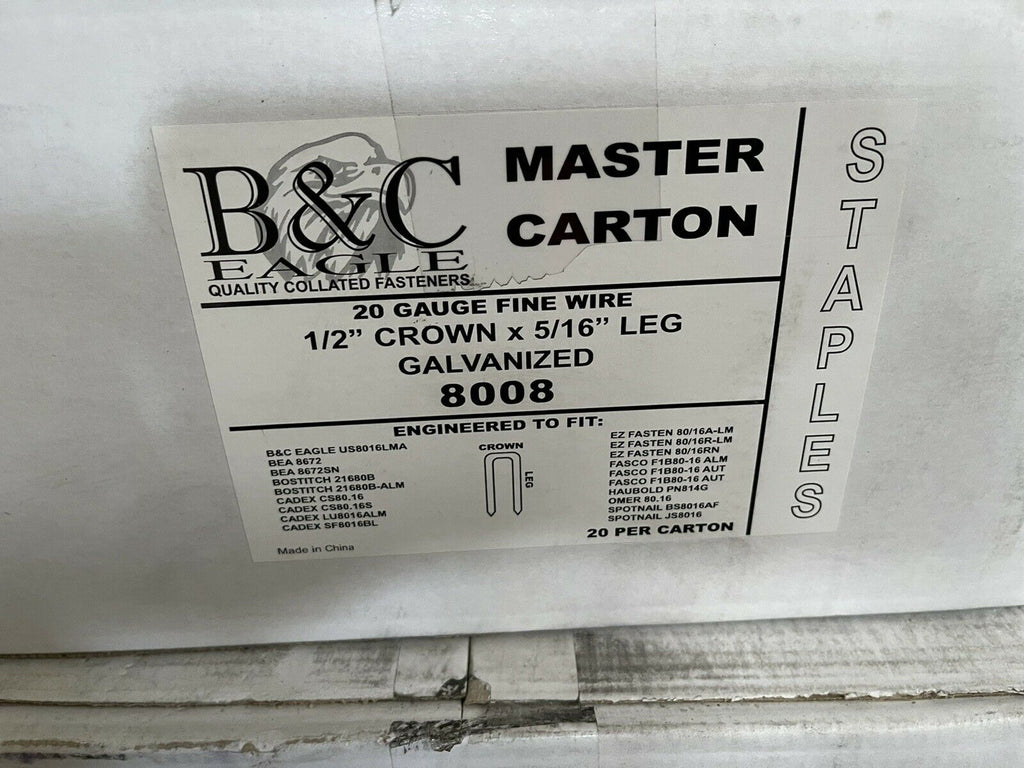 B&C
EAGLE
QUALITY COLLATED FASTENERS
MASTER
CARTON
20 GAUGE FINE WIRE
1/2” CROWN x 5/16” LEG
GALVANIZED
8008
ENGINEERED TO FIT:
B&C EAGLE US8016LMA
BEA 8672
BEA 8672SN
BOSTITCH 21680B
BOSTITCH 21680B-ALM
CADEX CS80.16
CADEX CS80.16S
CADEX LU8016ALM
CADEX SF8016BL
Made in China
CROWN
LEG
EZ FASTEN 80/16A-LM
EZ FASTEN 80/16R-LM
EZ FASTEN 80/16RN
FASCO F1B80-16 ALM
FASCO F1B80-16 AUT
FASCO F1B80-16 AUT
HAUBOLD PN814G
OMER 80.16
SPOTNAIL BS8016AF
SPOTNAIL JS8016
20 PER CARTON
STAPLES